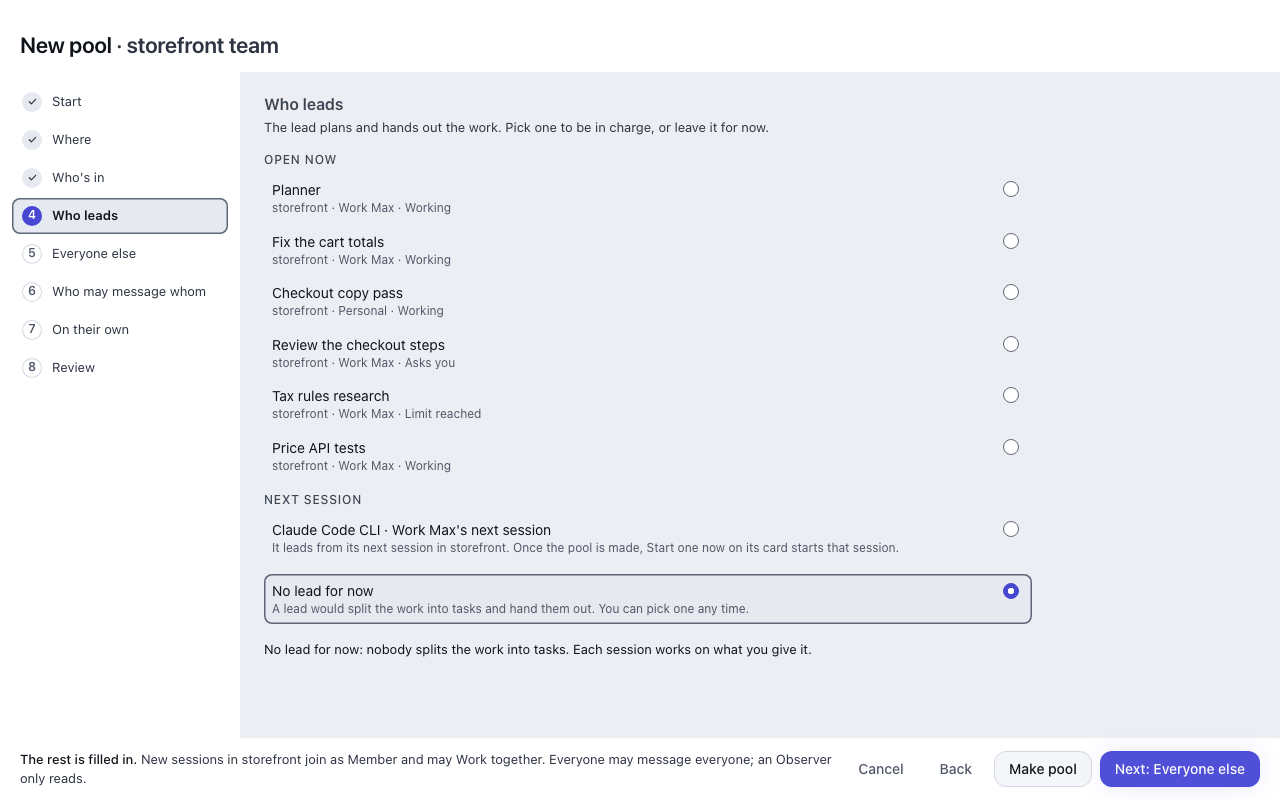 New pool · storefront team
Start
Where
Who's in
4 Who leads
5 Everyone else
6 Who may message whom
7 On their own
8 Review
Who leads
The lead plans and hands out the work. Pick one to be in charge, or leave it for now.
OPEN NOW
Planner
storefront · Work Max · Working
Fix the cart totals
storefront · Work Max · Working
Checkout copy pass
storefront · Personal · Working
Review the checkout steps
storefront · Work Max · Asks you
Tax rules research
storefront · Work Max · Limit reached
Price API tests
storefront · Work Max · Working
NEXT SESSION
Claude Code CLI · Work Max's next session
It leads from its next session in storefront. Once the pool is made, Start one now on its card starts that session.
No lead for now
A lead would split the work into tasks and hand them out. You can pick one any time.
No lead for now: nobody splits the work into tasks. Each session works on what you give it.
The rest is filled in. New sessions in storefront join as Member and may Work together. Everyone may message everyone; an Observer
only reads.
Cancel
Back
Make pool
Next: Everyone else